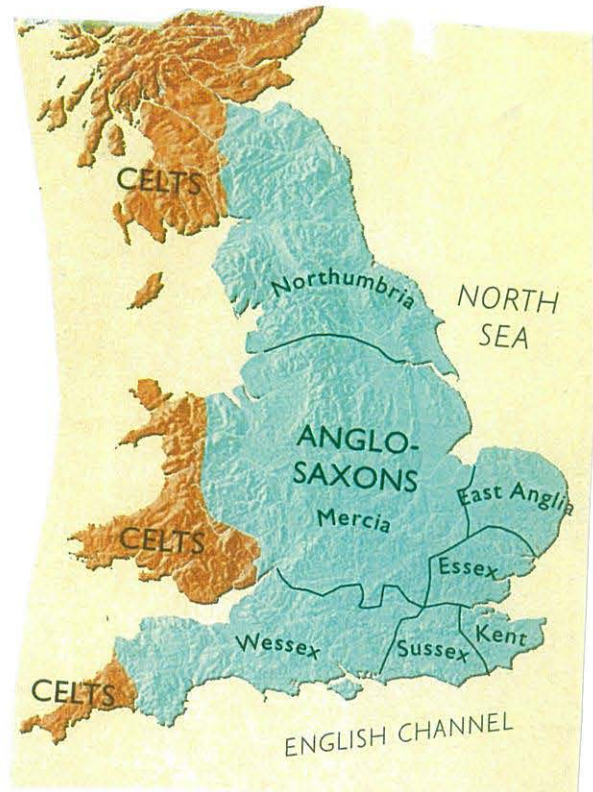 CELTS
Northumbria
NORTH
SEA
ANGLO-
SAXONS
Mercia
East Anglia
CELTS
Essex
Wessex
Sussex
Kent
CELTS
ENGLISH CHANNEL